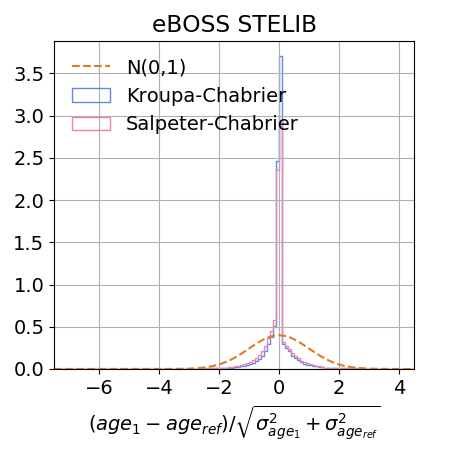 eBOSS STELIB
N(0,1)
Kroupa-Chabrier
Salpeter-Chabrier
3.5
3.0
2.5
2.0
1.5
1.0
0.5
0.0
−6 −4 −2 0 2 4
(age₁ − age_ref)/√(σ²_age₁ + σ²_age_ref)